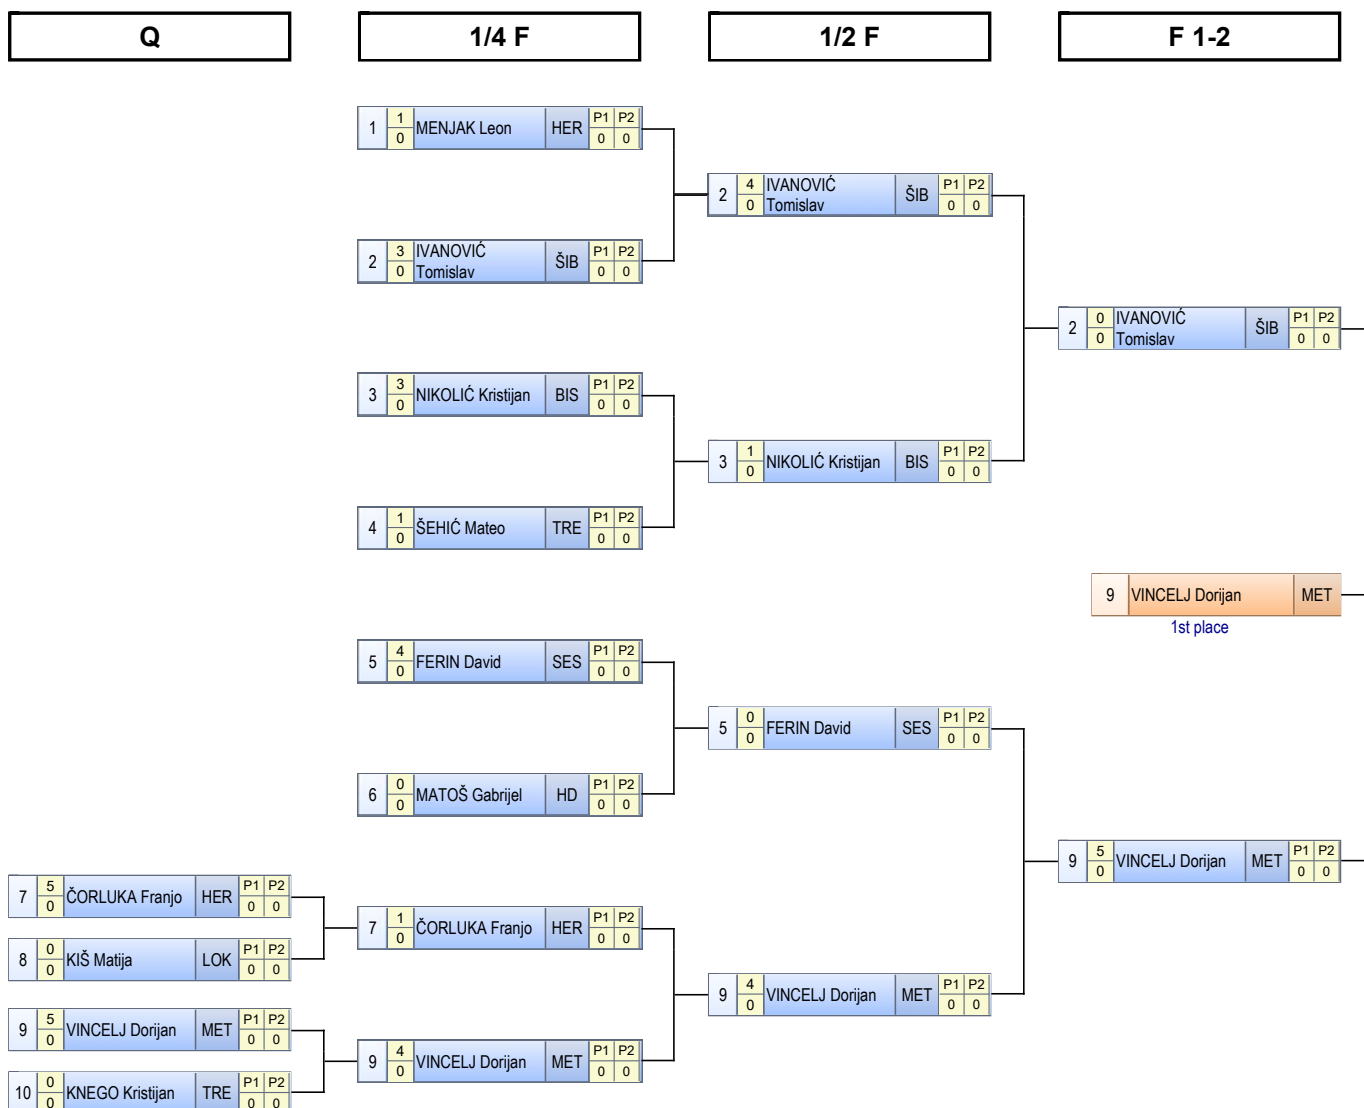 Q 1/4 F 1/2 F F 1-2
1 1 0 MENJAK Leon HER P1 P2 0 0
2 4 0 IVANOVIĆ Tomislav ŠIB P1 P2 0 0
2 3 0 IVANOVIĆ Tomislav ŠIB P1 P2 0 0
2 0 0 IVANOVIĆ Tomislav ŠIB P1 P2 0 0
3 3 0 NIKOLIĆ Kristijan BIS P1 P2 0 0
3 1 0 NIKOLIĆ Kristijan BIS P1 P2 0 0
4 1 0 ŠEHIĆ Mateo TRE P1 P2 0 0
9 VINCELJ Dorijan MET
1st place
5 4 0 FERIN David SES P1 P2 0 0
5 0 0 FERIN David SES P1 P2 0 0
6 0 0 MATOŠ Gabrijel HD P1 P2 0 0
9 5 0 VINCELJ Dorijan MET P1 P2 0 0
7 5 0 ČORLUKA Franjo HER P1 P2 0 0
7 1 0 ČORLUKA Franjo HER P1 P2 0 0
8 0 0 KIŠ Matija LOK P1 P2 0 0
9 4 0 VINCELJ Dorijan MET P1 P2 0 0
9 5 0 VINCELJ Dorijan MET P1 P2 0 0
9 4 0 VINCELJ Dorijan MET P1 P2 0 0
10 0 0 KNEGO Kristijan TRE P1 P2 0 0